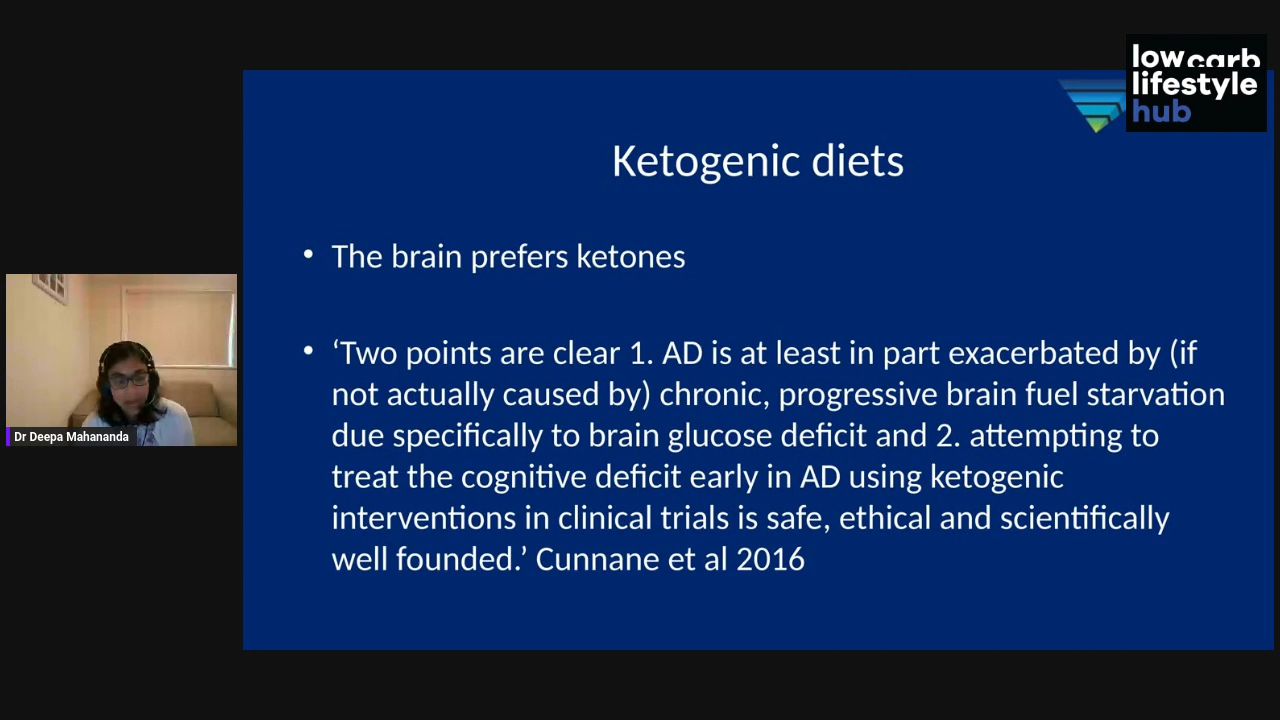 low carb
lifestyle
hub
Ketogenic diets
• The brain prefers ketones
• ‘Two points are clear 1. AD is at least in part exacerbated by (if
not actually caused by) chronic, progressive brain fuel starvation
due specifically to brain glucose deficit and 2. attempting to
treat the cognitive deficit early in AD using ketogenic
interventions in clinical trials is safe, ethical and scientifically
well founded.’ Cunnane et al 2016
Dr Deepa Mahananda